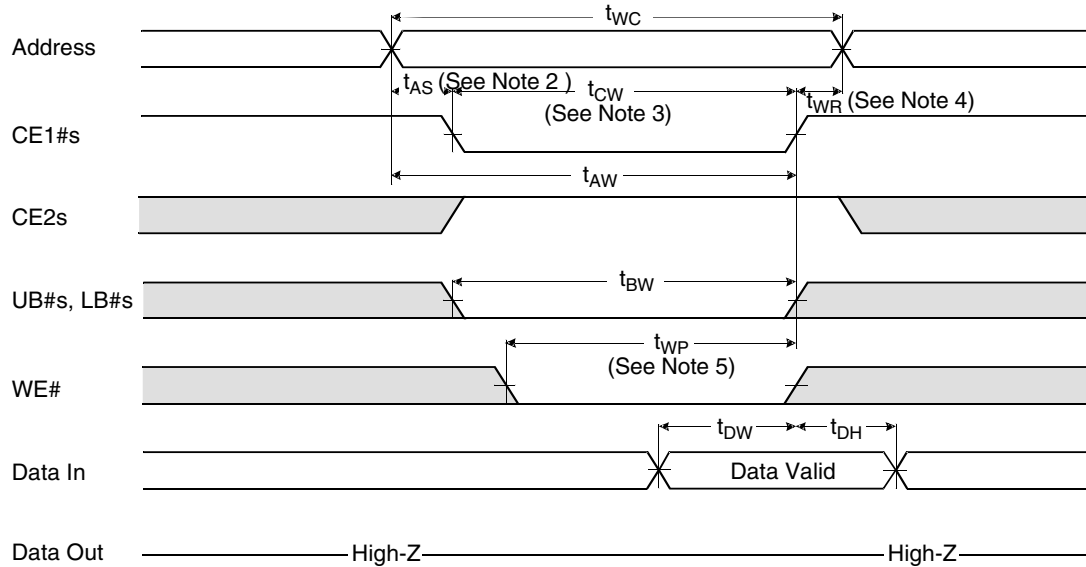 tWC
Address
tAS (See Note 2 )
tCW
(See Note 3)
tWR (See Note 4)
CE1#s
tAW
CE2s
tBW
UB#s, LB#s
tWP
(See Note 5)
WE#
tDW
tDH
Data In
Data Valid
Data Out
High-Z
High-Z